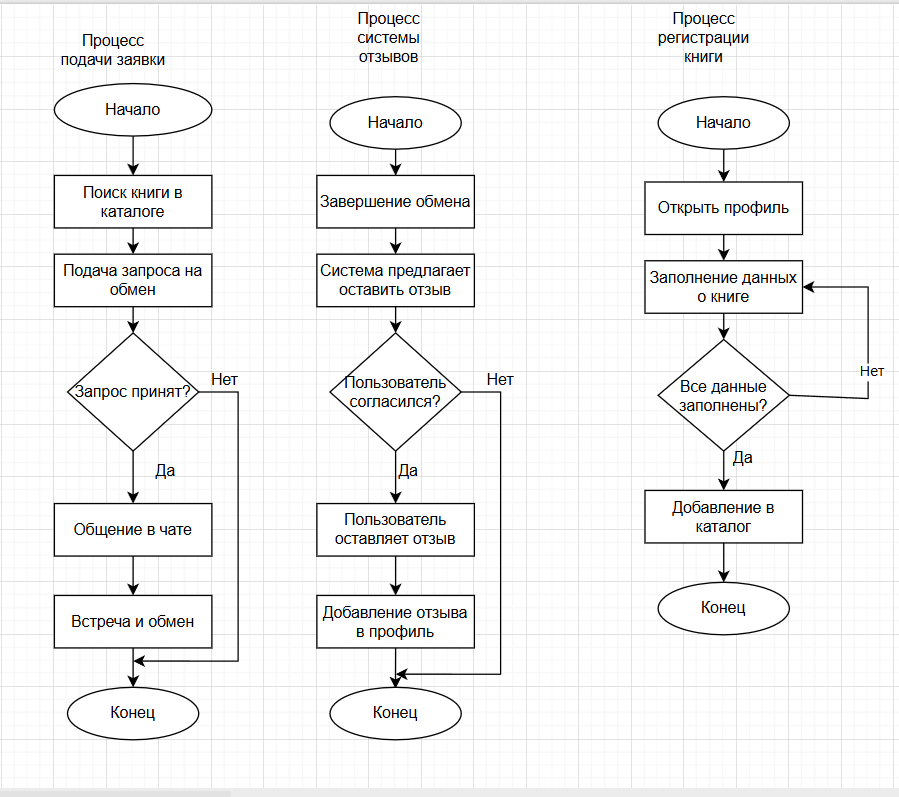 Процесс
подачи заявки
Начало
Поиск книги в
каталоге
Подача запроса на
обмен
Запрос принят?
Нет
Да
Общение в чате
Встреча и обмен
Конец
Процесс
системы
отзывов
Начало
Завершение обмена
Система предлагает
оставить отзыв
Пользователь
согласился?
Нет
Да
Пользователь
оставляет отзыв
Добавление отзыва
в профиль
Конец
Процесс
регистрации
книги
Начало
Открыть профиль
Заполнение данных
о книге
Все данные
заполнены?
Нет
Да
Добавление в
каталог
Конец